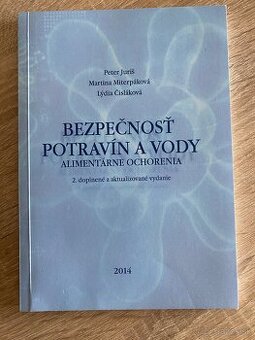 Peter Juriš
Martina Miterpáková
Lýdia Čisláková
BEZPEČNOSŤ
POTRAVÍN A VODY
ALIMENTÁRNE OCHORENIA
2. doplnené a aktualizované vydanie
2014